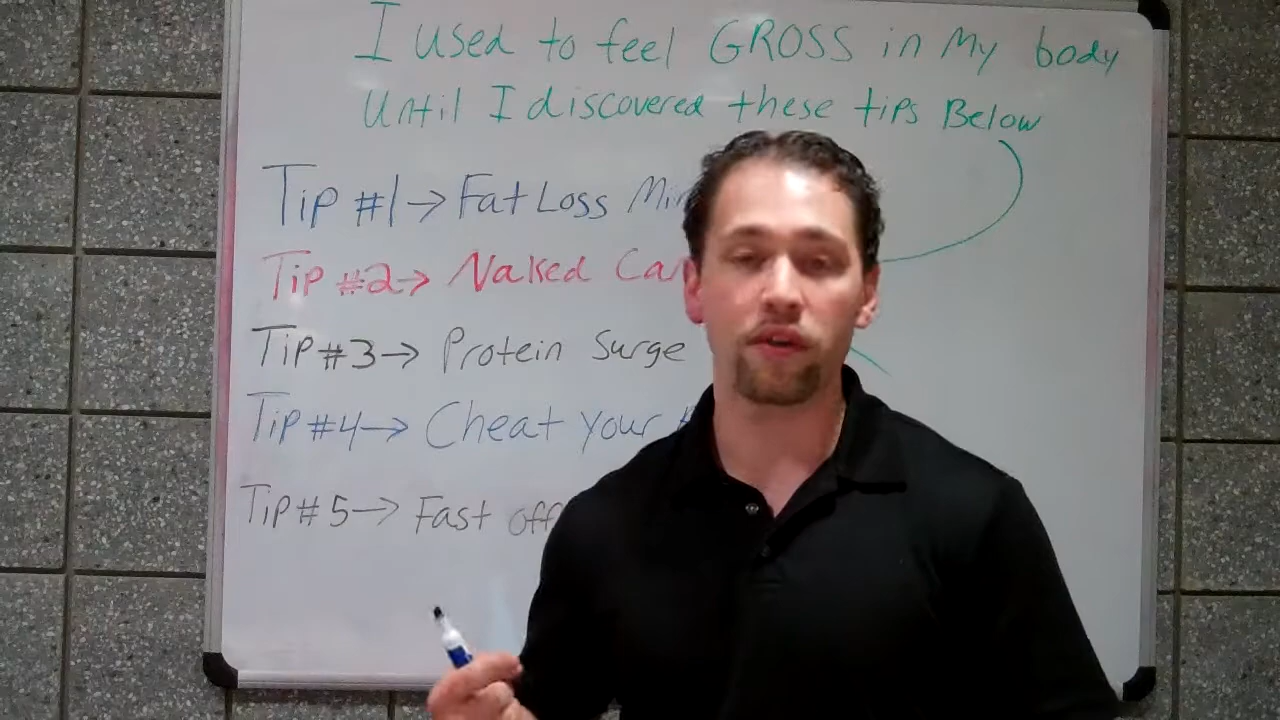 I used to feel GROSS in My body
Until I discovered these tips Below
Tip #1→ Fat Loss
Tip #2→ Naked
Tip #3→ Protein Surge
Tip #4→ Cheat your
Tip #5→ Fast off